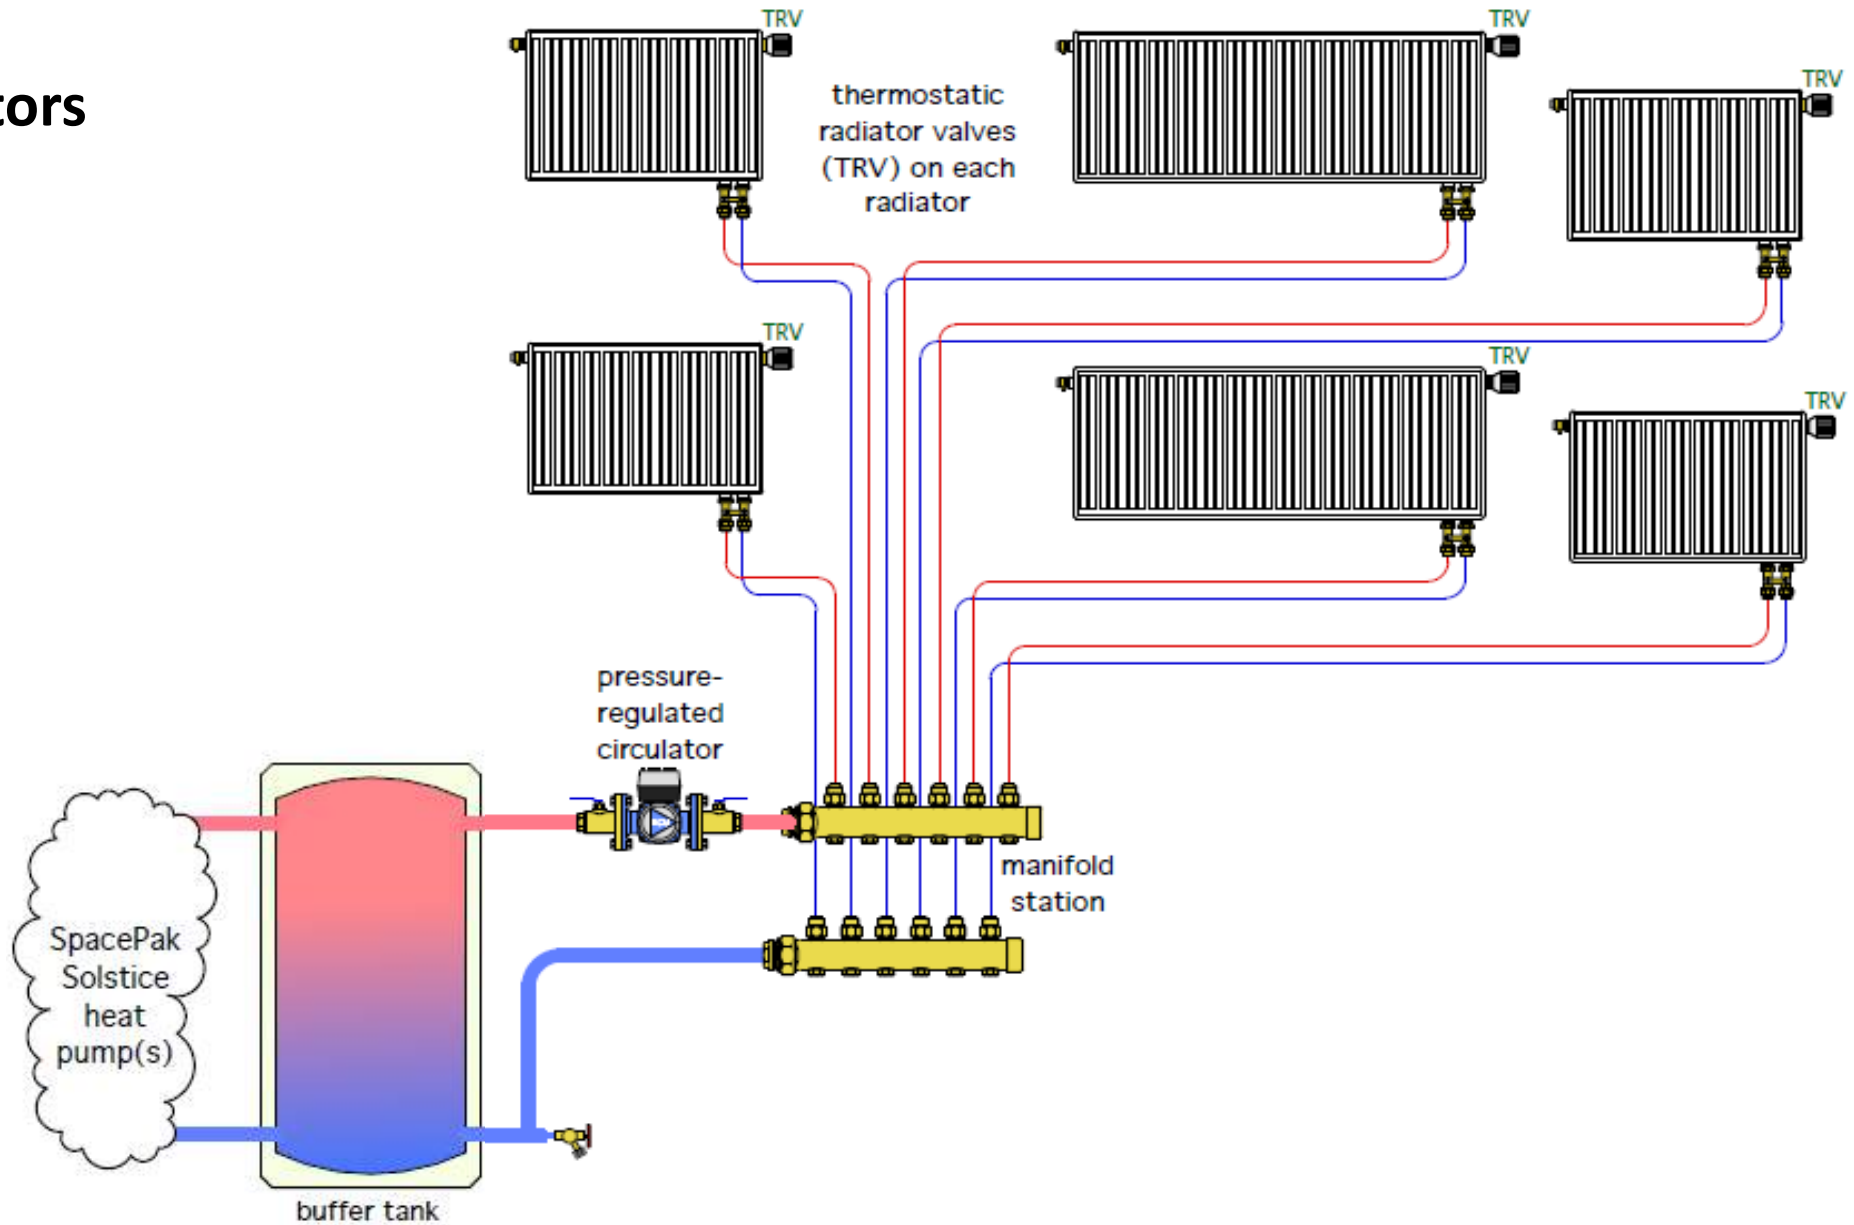 TRV
TRV
TRV
tors
thermostatic
radiator valves
(TRV) on each
radiator
TRV
TRV
TRV
pressure-
regulated
circulator
manifold
station
SpacePak
Solstice
heat
pump(s)
buffer tank